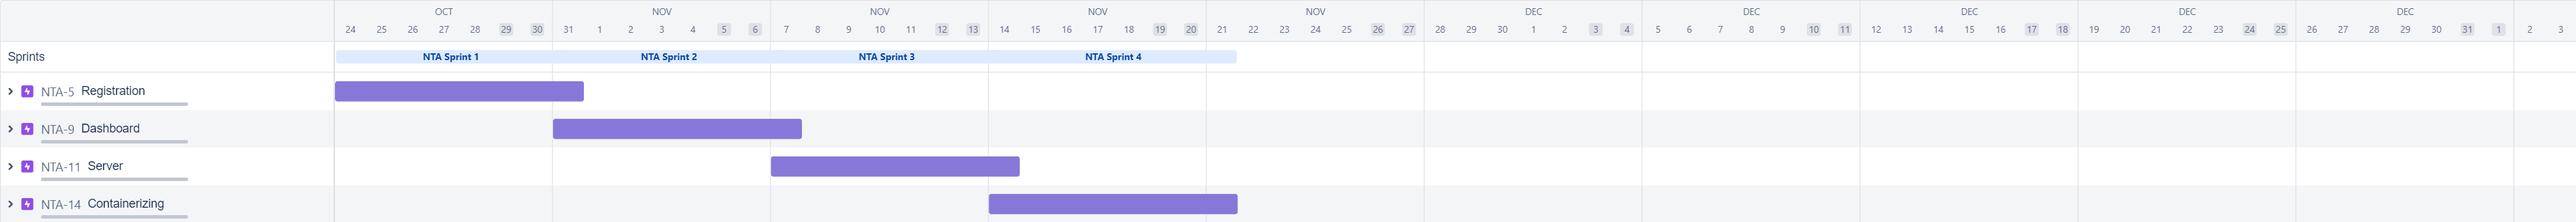 OCT NOV NOV NOV NOV DEC DEC DEC DEC DEC
24 25 26 27 28 29 30 31 1 2 3 4 5 6 7 8 9 10 11 12 13 14 15 16 17 18 19 20 21 22 23 24 25 26 27 28 29 30 1 2 3 4 5 6 7 8 9 10 11 12 13 14 15 16 17 18 19 20 21 22 23 24 25 26 27 28 29 30 31 1 2 3
Sprints NTA Sprint 1 NTA Sprint 2 NTA Sprint 3 NTA Sprint 4
NTA-5 Registration
NTA-9 Dashboard
NTA-11 Server
NTA-14 Containerizing